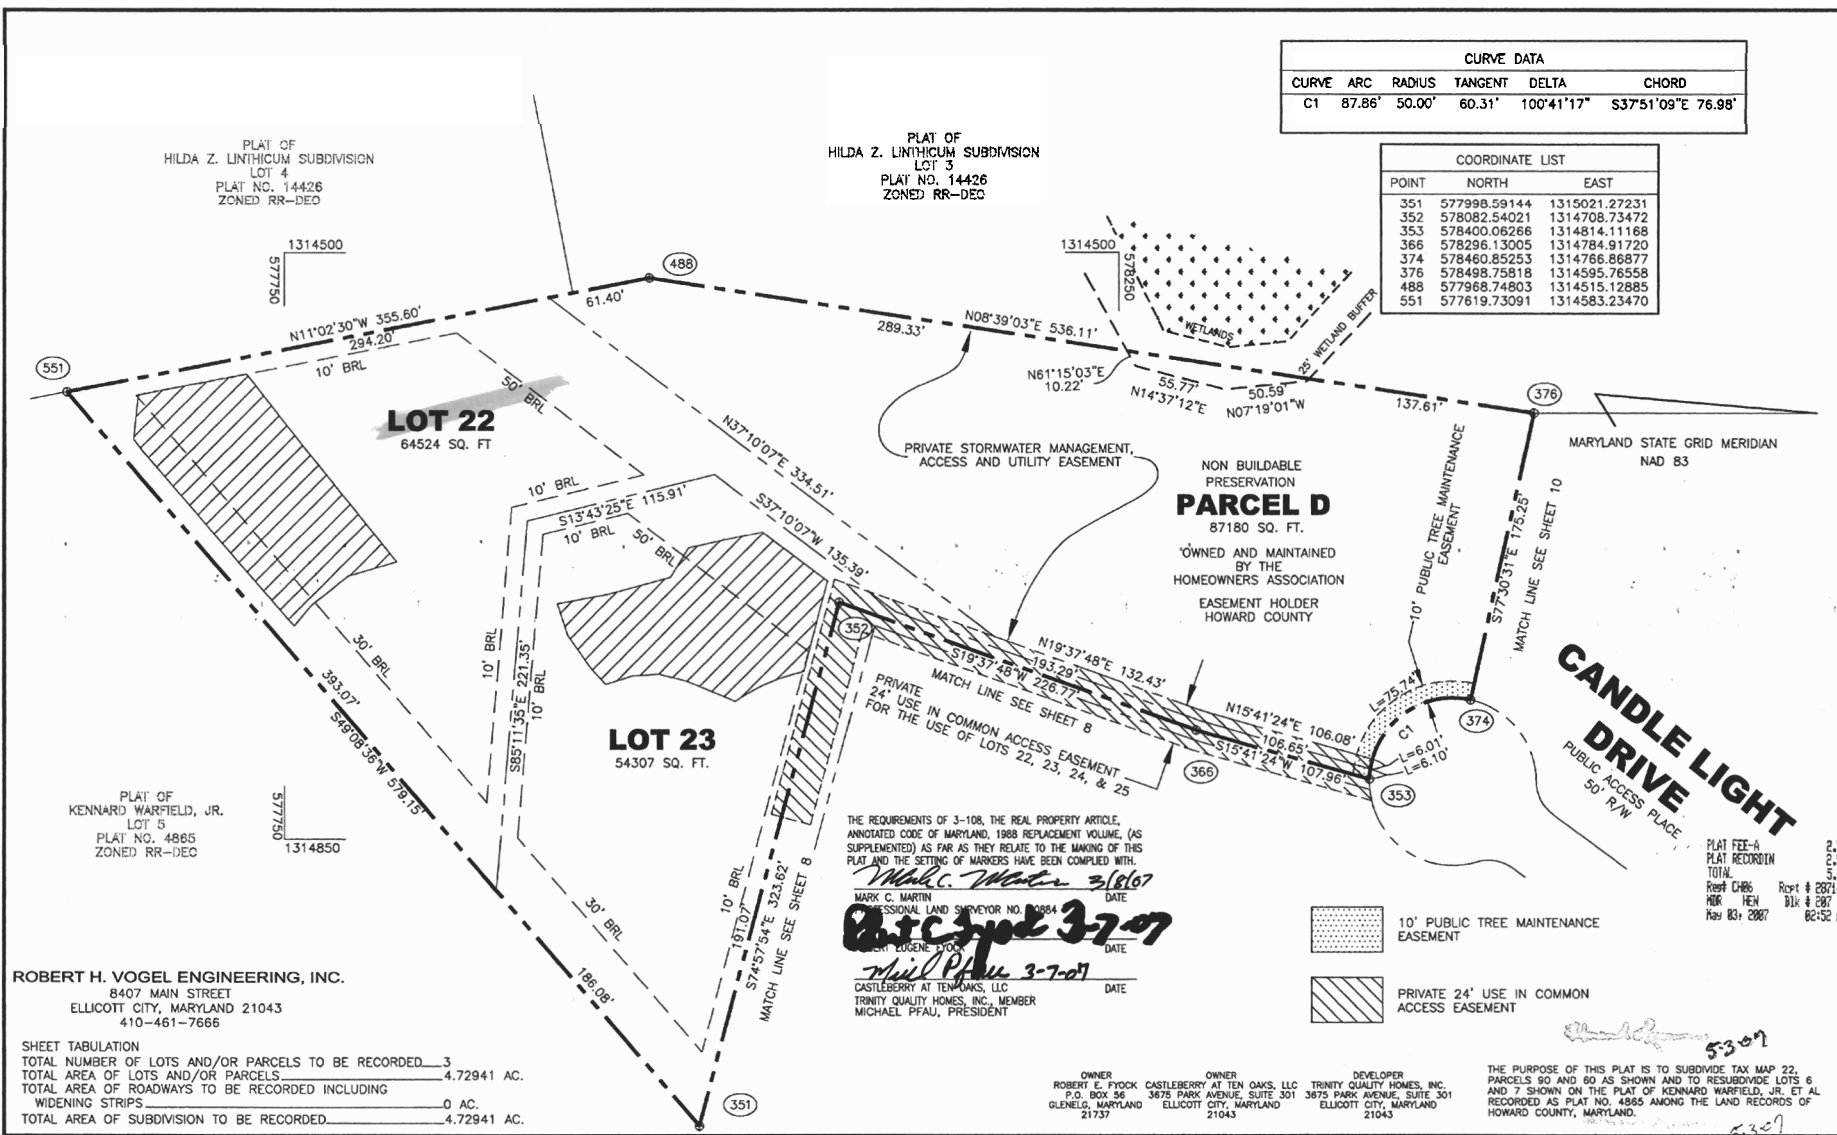 CURVE DATA
CURVE ARC RADIUS TANGENT DELTA CHORD
C1 87.86' 50.00' 60.31' 100°41'17" S37°51'09"E 76.98'
COORDINATE LIST
POINT NORTH EAST
351 577998.59144 1315021.27231
352 578082.54021 1314708.73472
353 578400.06266 1314814.11168
366 578296.13005 1314784.91720
374 578460.85253 1314766.86877
376 578498.75818 1314595.76558
488 577968.74803 1314515.12885
551 577619.73091 1314583.23470
PLAT OF
HILDA Z. LINTHICUM SUBDIVISION
LOT 4
PLAT NO. 14426
ZONED RR-DEO
PLAT OF
HILDA Z. LINTHICUM SUBDIVISION
LOT 3
PLAT NO. 14426
ZONED RR-DEO
1314500
577750
1314500
578250
488
61.40'
N11°02'30"W 355.60'
294.20'
10' BRL
551
50' BRL
LOT 22
64524 SQ. FT
289.33'
N08°39'03"E 536.11'
WETLANDS
25' WETLAND BUFFER
N61°15'03"E
10.22'
55.77'
N14°37'12"E
50.59'
N07°19'01"W
137.61'
376
MARYLAND STATE GRID MERIDIAN
NAD 83
N37°10'07"E 334.51'
PRIVATE STORMWATER MANAGEMENT,
ACCESS AND UTILITY EASEMENT
NON BUILDABLE
PRESERVATION
PARCEL D
87180 SQ. FT.
OWNED AND MAINTAINED
BY THE
HOMEOWNERS ASSOCIATION
EASEMENT HOLDER
HOWARD COUNTY
10' PUBLIC TREE MAINTENANCE
EASEMENT
S77°30'31"E 175.25'
MATCH LINE SEE SHEET 10
10' BRL
S13°43'25"E 115.91'
10' BRL
50' BRL
S37°10'07"W 135.39'
10' BRL
S85°11'35"E 221.35'
10' BRL
30' BRL
393.07'
S49°08'36"W 579.15'
352
N19°37'48"E 132.43'
193.29'
S19°37'48"W 226.77'
MATCH LINE SEE SHEET 8
PRIVATE
24' USE IN COMMON ACCESS EASEMENT
FOR THE USE OF LOTS 22, 23, 24, & 25
N15°41'24"E 106.08'
106.65'
S15°41'24"W 107.96'
366
L=75.74'
C1
L=6.01'
L=6.10'
374
353
CANDLE LIGHT
DRIVE
PUBLIC ACCESS PLACE
50' R/W
LOT 23
54307 SQ. FT.
PLAT OF
KENNARD WARFIELD, JR.
LOT 5
PLAT NO. 4865
ZONED RR-DEO
577750
1314850
10' BRL
191.07'
S74°57'54"E 323.62'
MATCH LINE SEE SHEET 8
30' BRL
186.08'
351
THE REQUIREMENTS OF 3-108, THE REAL PROPERTY ARTICLE,
ANNOTATED CODE OF MARYLAND, 1988 REPLACEMENT VOLUME, (AS
SUPPLEMENTED) AS FAR AS THEY RELATE TO THE MAKING OF THIS
PLAT AND THE SETTING OF MARKERS HAVE BEEN COMPLIED WITH.
Mark C. Martin 3/8/07
MARK C. MARTIN DATE
PROFESSIONAL LAND SURVEYOR NO.
3-7-07
EUGENE FYOCK DATE
3-7-07
CASTLEBERRY AT TEN OAKS, LLC DATE
TRINITY QUALITY HOMES, INC., MEMBER
MICHAEL PFAU, PRESIDENT
PLAT FEE-A
PLAT RECORDIN
TOTAL
May 03, 2007 02:52
10' PUBLIC TREE MAINTENANCE
EASEMENT
PRIVATE 24' USE IN COMMON
ACCESS EASEMENT
5-3-07
ROBERT H. VOGEL ENGINEERING, INC.
8407 MAIN STREET
ELLICOTT CITY, MARYLAND 21043
410-461-7666
SHEET TABULATION
TOTAL NUMBER OF LOTS AND/OR PARCELS TO BE RECORDED 3
TOTAL AREA OF LOTS AND/OR PARCELS 4.72941 AC.
TOTAL AREA OF ROADWAYS TO BE RECORDED INCLUDING
WIDENING STRIPS 0 AC.
TOTAL AREA OF SUBDIVISION TO BE RECORDED 4.72941 AC.
OWNER
ROBERT E. FYOCK
P.O. BOX 56
GLENELG, MARYLAND
21737
OWNER
CASTLEBERRY AT TEN OAKS, LLC
3675 PARK AVENUE, SUITE 301
ELLICOTT CITY, MARYLAND
21043
DEVELOPER
TRINITY QUALITY HOMES, INC.
3675 PARK AVENUE, SUITE 301
ELLICOTT CITY, MARYLAND
21043
THE PURPOSE OF THIS PLAT IS TO SUBDIVIDE TAX MAP 22,
PARCELS 90 AND 60 AS SHOWN AND TO RESUBDIVIDE LOTS 6
AND 7 SHOWN ON THE PLAT OF KENNARD WARFIELD, JR. ET AL
RECORDED AS PLAT NO. 4865 AMONG THE LAND RECORDS OF
HOWARD COUNTY, MARYLAND.